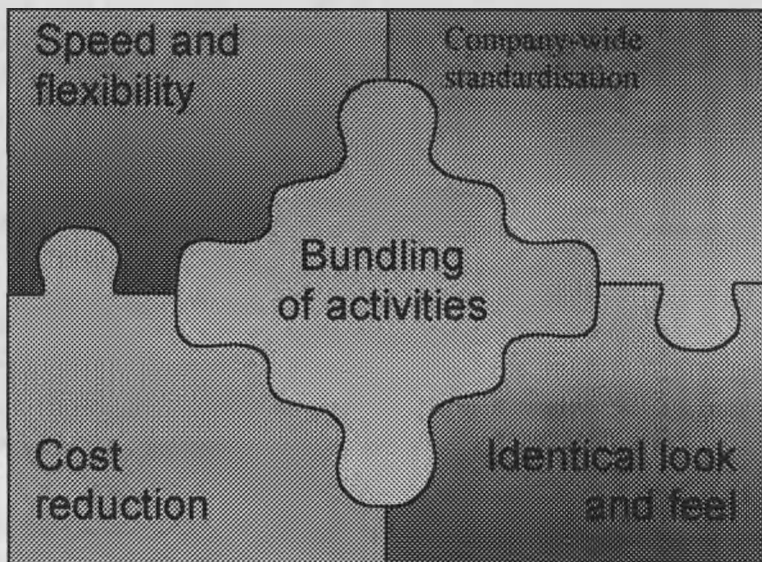 Speed and
flexibility
Company-wide
standardisation
Bundling
of activities
Cost
reduction
Identical look
and feel